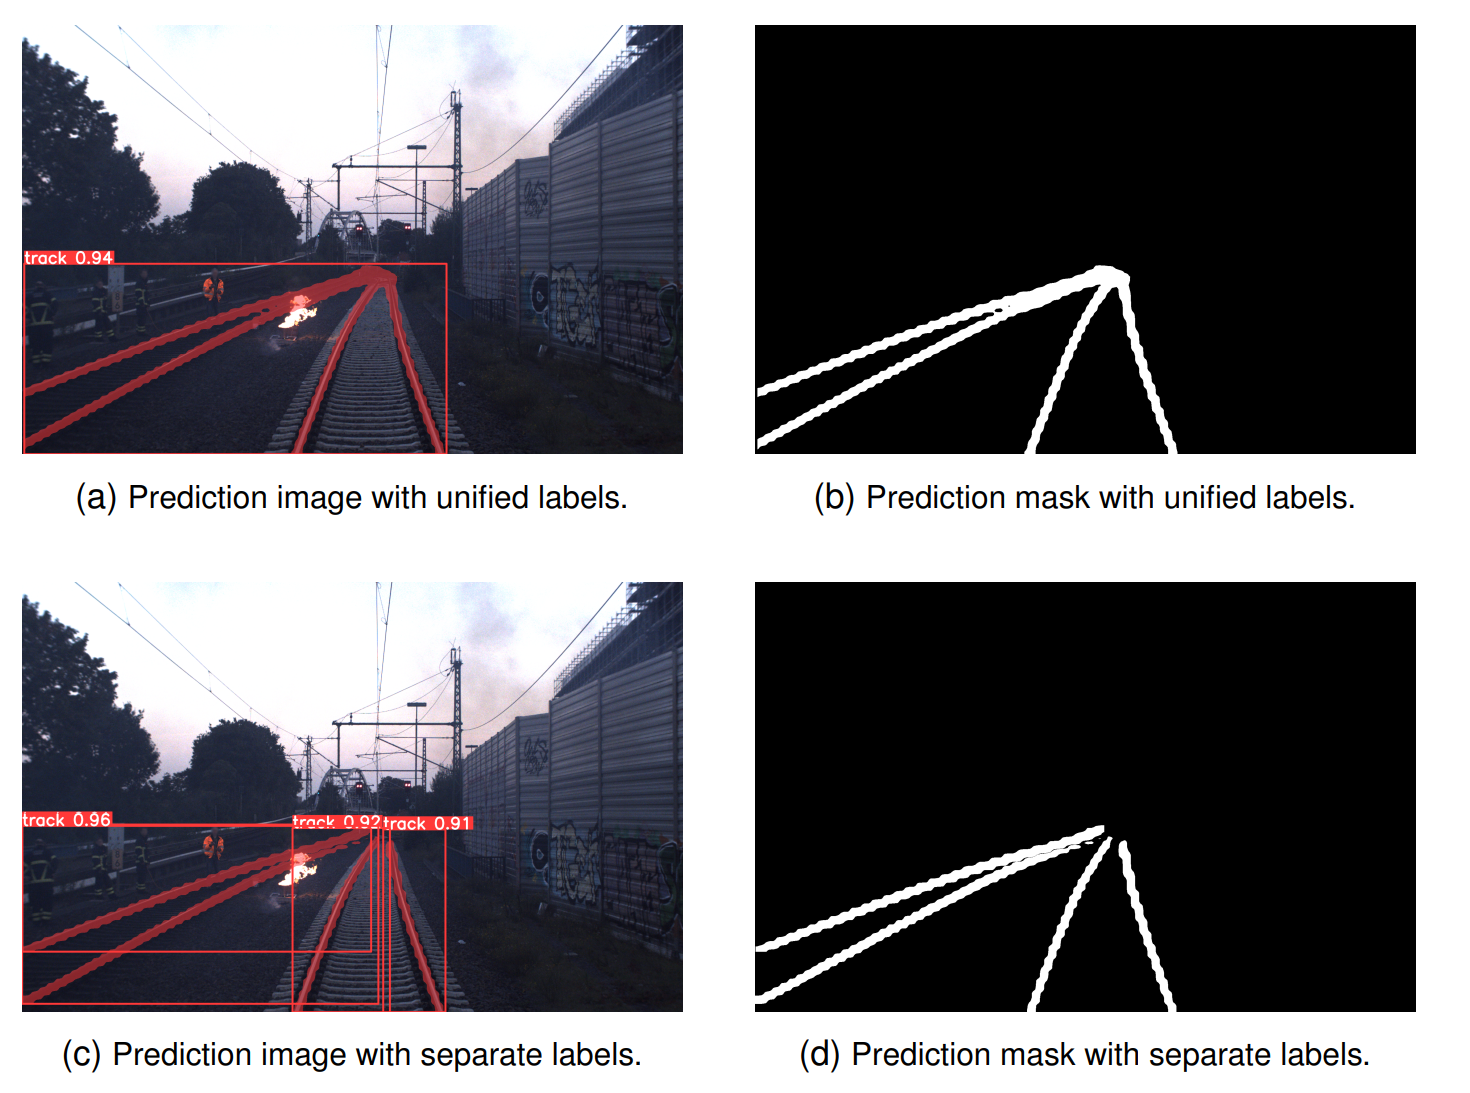 track 0.94
(a) Prediction image with unified labels.
(b) Prediction mask with unified labels.
track 0.96
track 0.92
track 0.91
(c) Prediction image with separate labels.
(d) Prediction mask with separate labels.